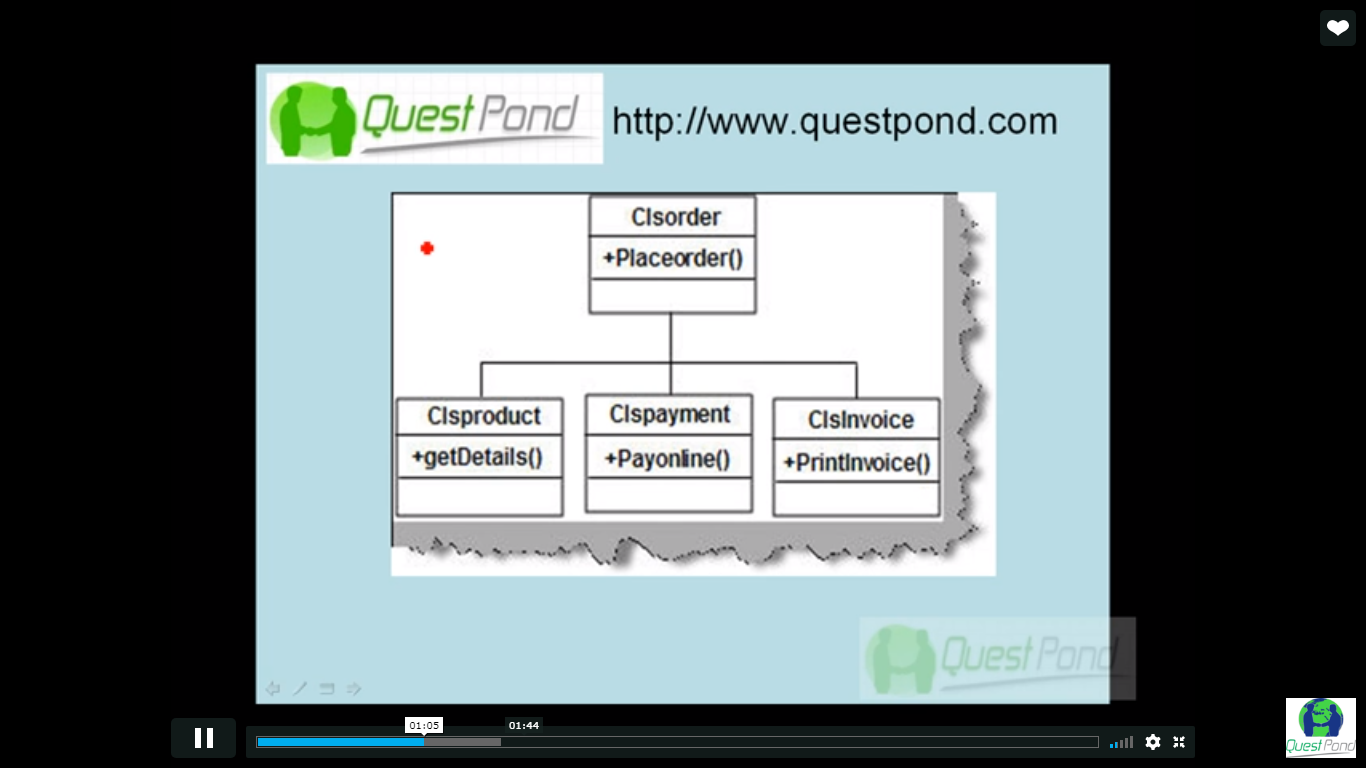 QuestPond
http://www.questpond.com
Clsorder
+Placeorder()
Clsproduct
+getDetails()
Clspayment
+Payonline()
ClsInvoice
+PrintInvoice()
QuestPond
01:05
01:44
QuestPond